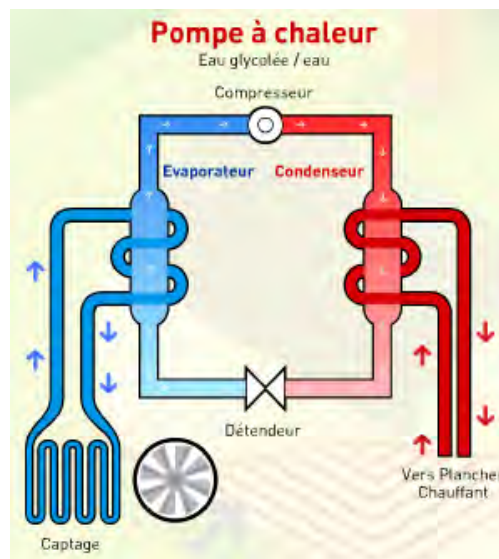 Pompe à chaleur
Eau glycolée / eau
Compresseur
Evaporateur
Condenseur
Détendeur
Vers Plancher
Chauffant
Captage